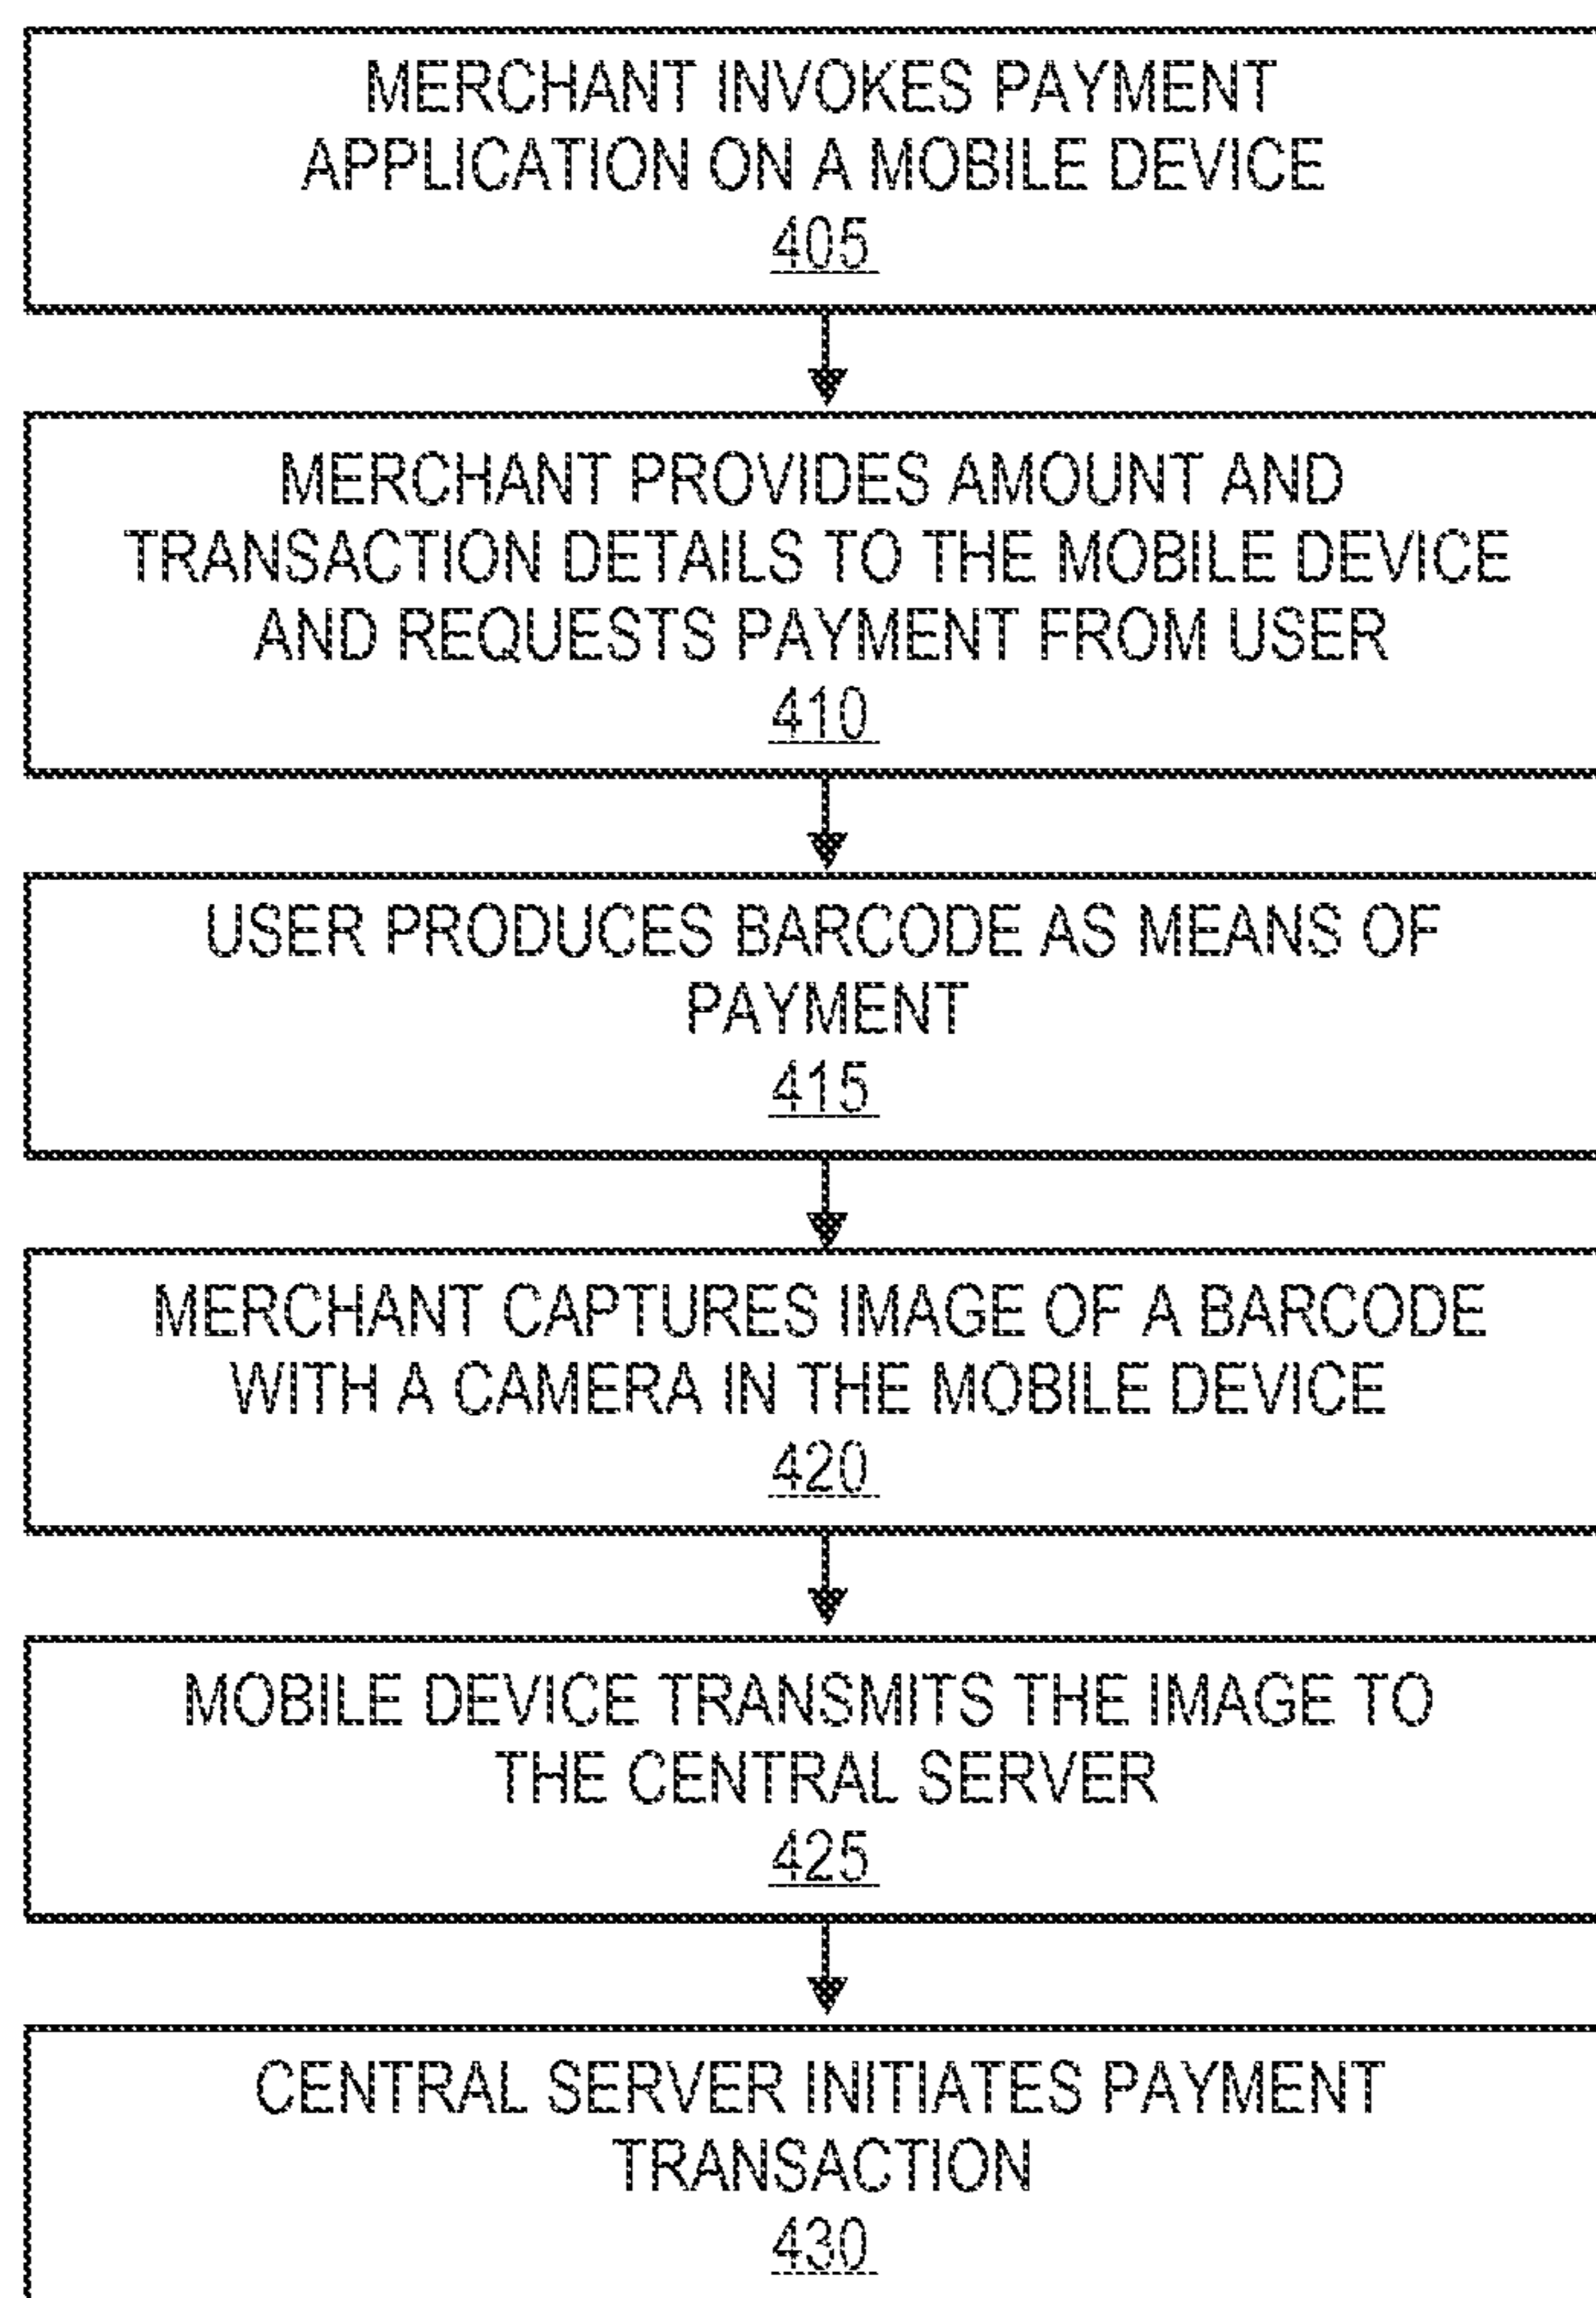 MERCHANT INVOKES PAYMENT
APPLICATION ON A MOBILE DEVICE
405
MERCHANT PROVIDES AMOUNT AND
TRANSACTION DETAILS TO THE MOBILE DEVICE
AND REQUESTS PAYMENT FROM USER
410
USER PRODUCES BARCODE AS MEANS OF
PAYMENT
415
MERCHANT CAPTURES IMAGE OF A BARCODE
WITH A CAMERA IN THE MOBILE DEVICE
420
MOBILE DEVICE TRANSMITS THE IMAGE TO
THE CENTRAL SERVER
425
CENTRAL SERVER INITIATES PAYMENT
TRANSACTION
430